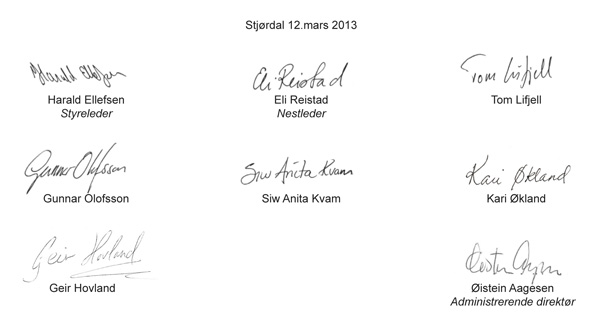 Stjørdal 12.mars 2013
Harald Ellefsen
Eli Reistad
Tom Lifjell
Harald Ellefsen
Styreleder
Eli Reistad
Nestleder
Tom Lifjell
Gunnar Olofsson
Siw Anita Kvam
Kari Økland
Gunnar Olofsson
Siw Anita Kvam
Kari Økland
Geir Hovland
Geir Hovland
Øistein Aagesen
Administrerende direktør